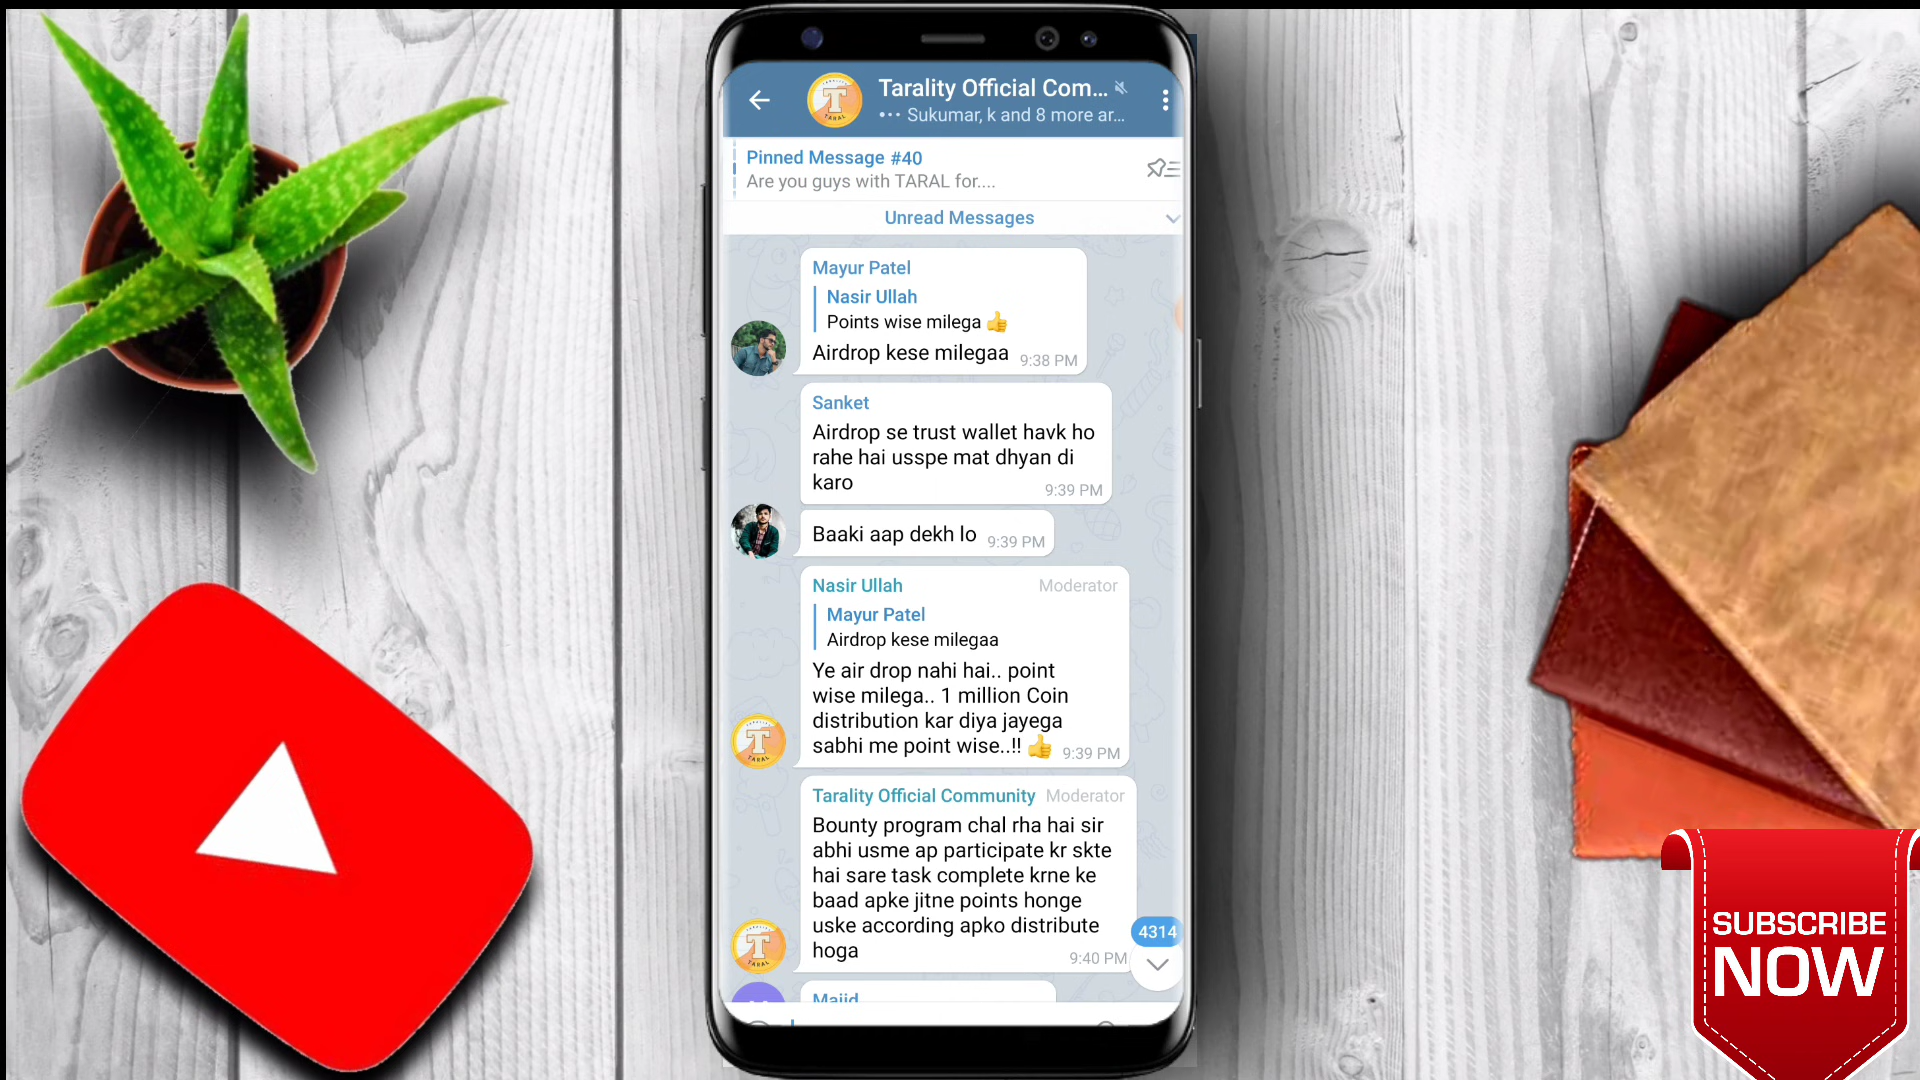 Tarality Official Com...
Sukumar, k and 8 more ar...
Pinned Message #40
Are you guys with TARAL for....
Unread Messages
Mayur Patel
Nasir Ullah
Points wise milega 👍
Airdrop kese milegaa 9:38 PM
Sanket
Airdrop se trust wallet havk ho
rahe hai usspe mat dhyan di
karo 9:39 PM
Baaki aap dekh lo 9:39 PM
Nasir Ullah Moderator
Mayur Patel
Airdrop kese milegaa
Ye air drop nahi hai.. point
wise milega.. 1 million Coin
distribution kar diya jayega
sabhi me point wise..!! 👍 9:39 PM
T
TARAL
Tarality Official Community Moderator
Bounty program chal rha hai sir
abhi usme ap participate kr skte
hai sare task complete krne ke
baad apke jitne points honge
uske according apko distribute
hoga 9:40 PM
T
TARAL
4314
Majid
SUBSCRIBE
NOW